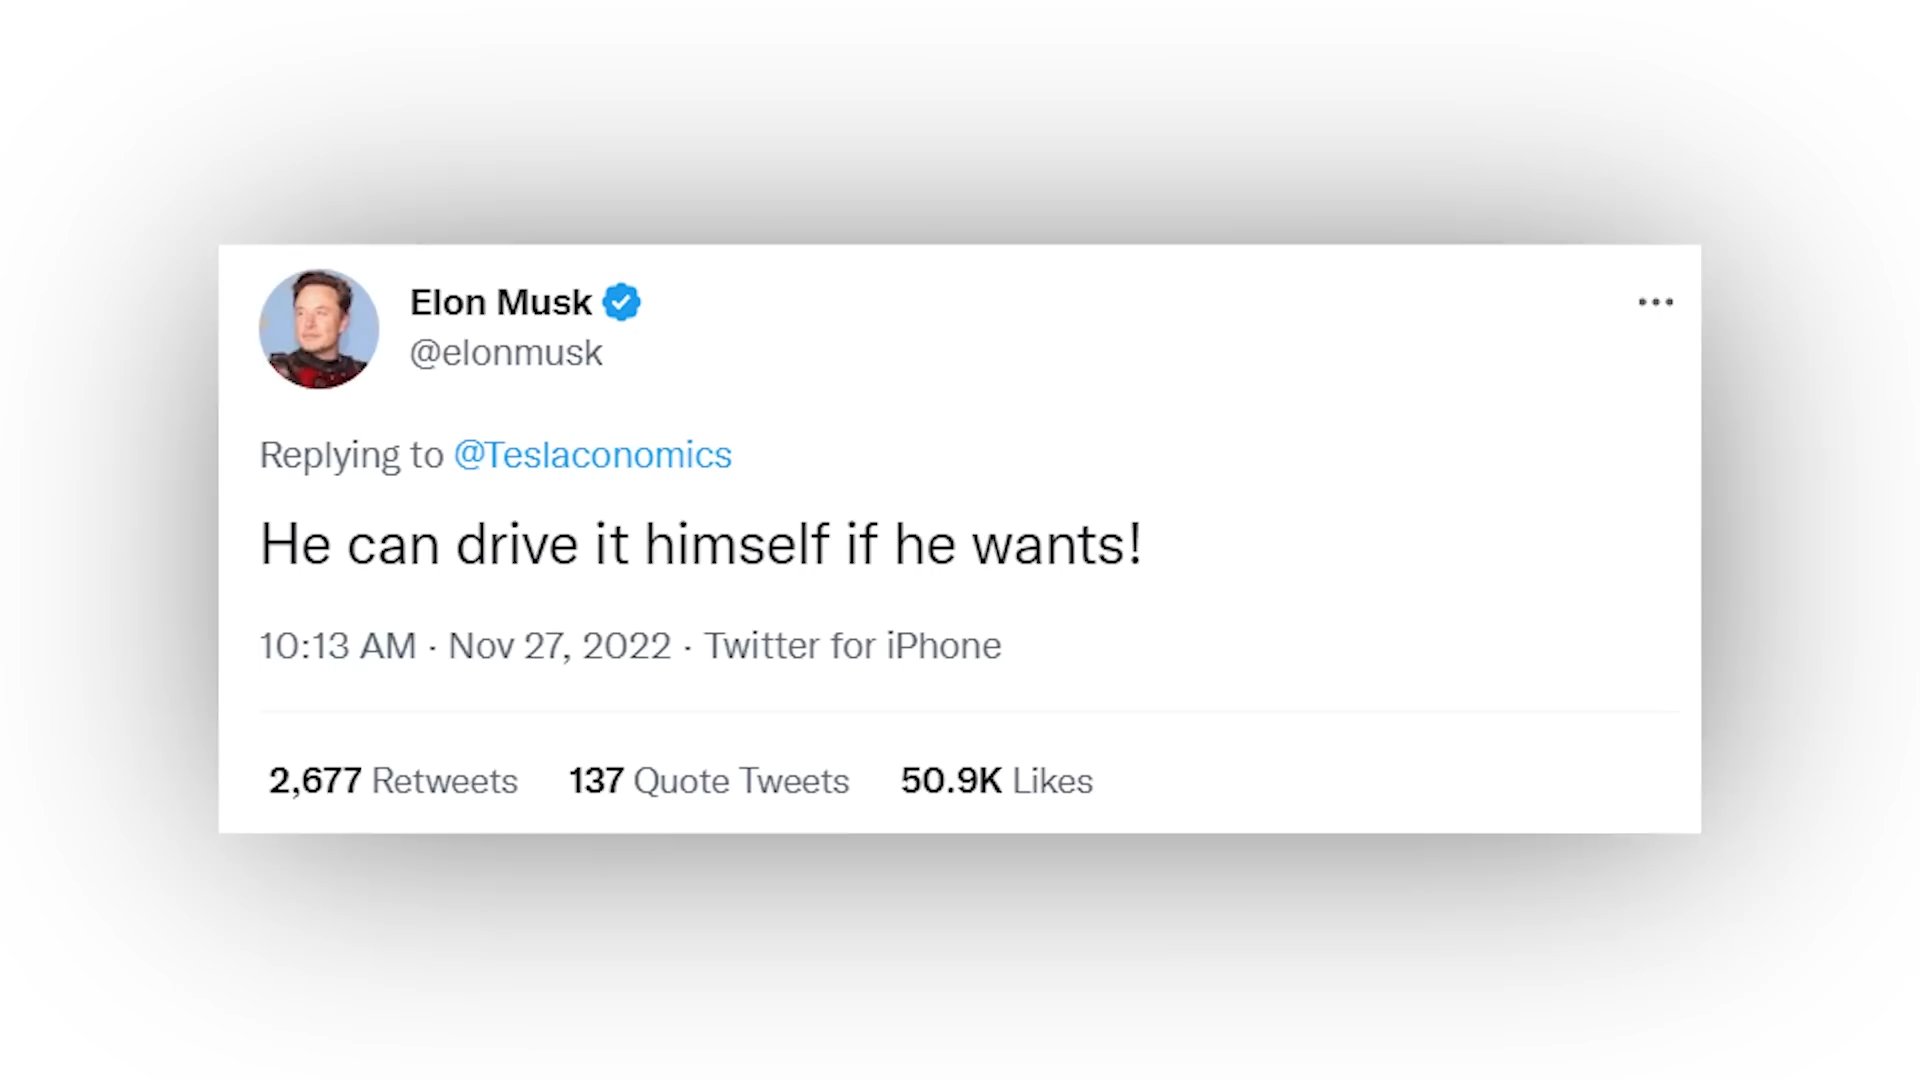 Elon Musk
@elonmusk
Replying to @Teslaconomics
He can drive it himself if he wants!
10:13 AM · Nov 27, 2022 · Twitter for iPhone
2,677 Retweets 137 Quote Tweets 50.9K Likes